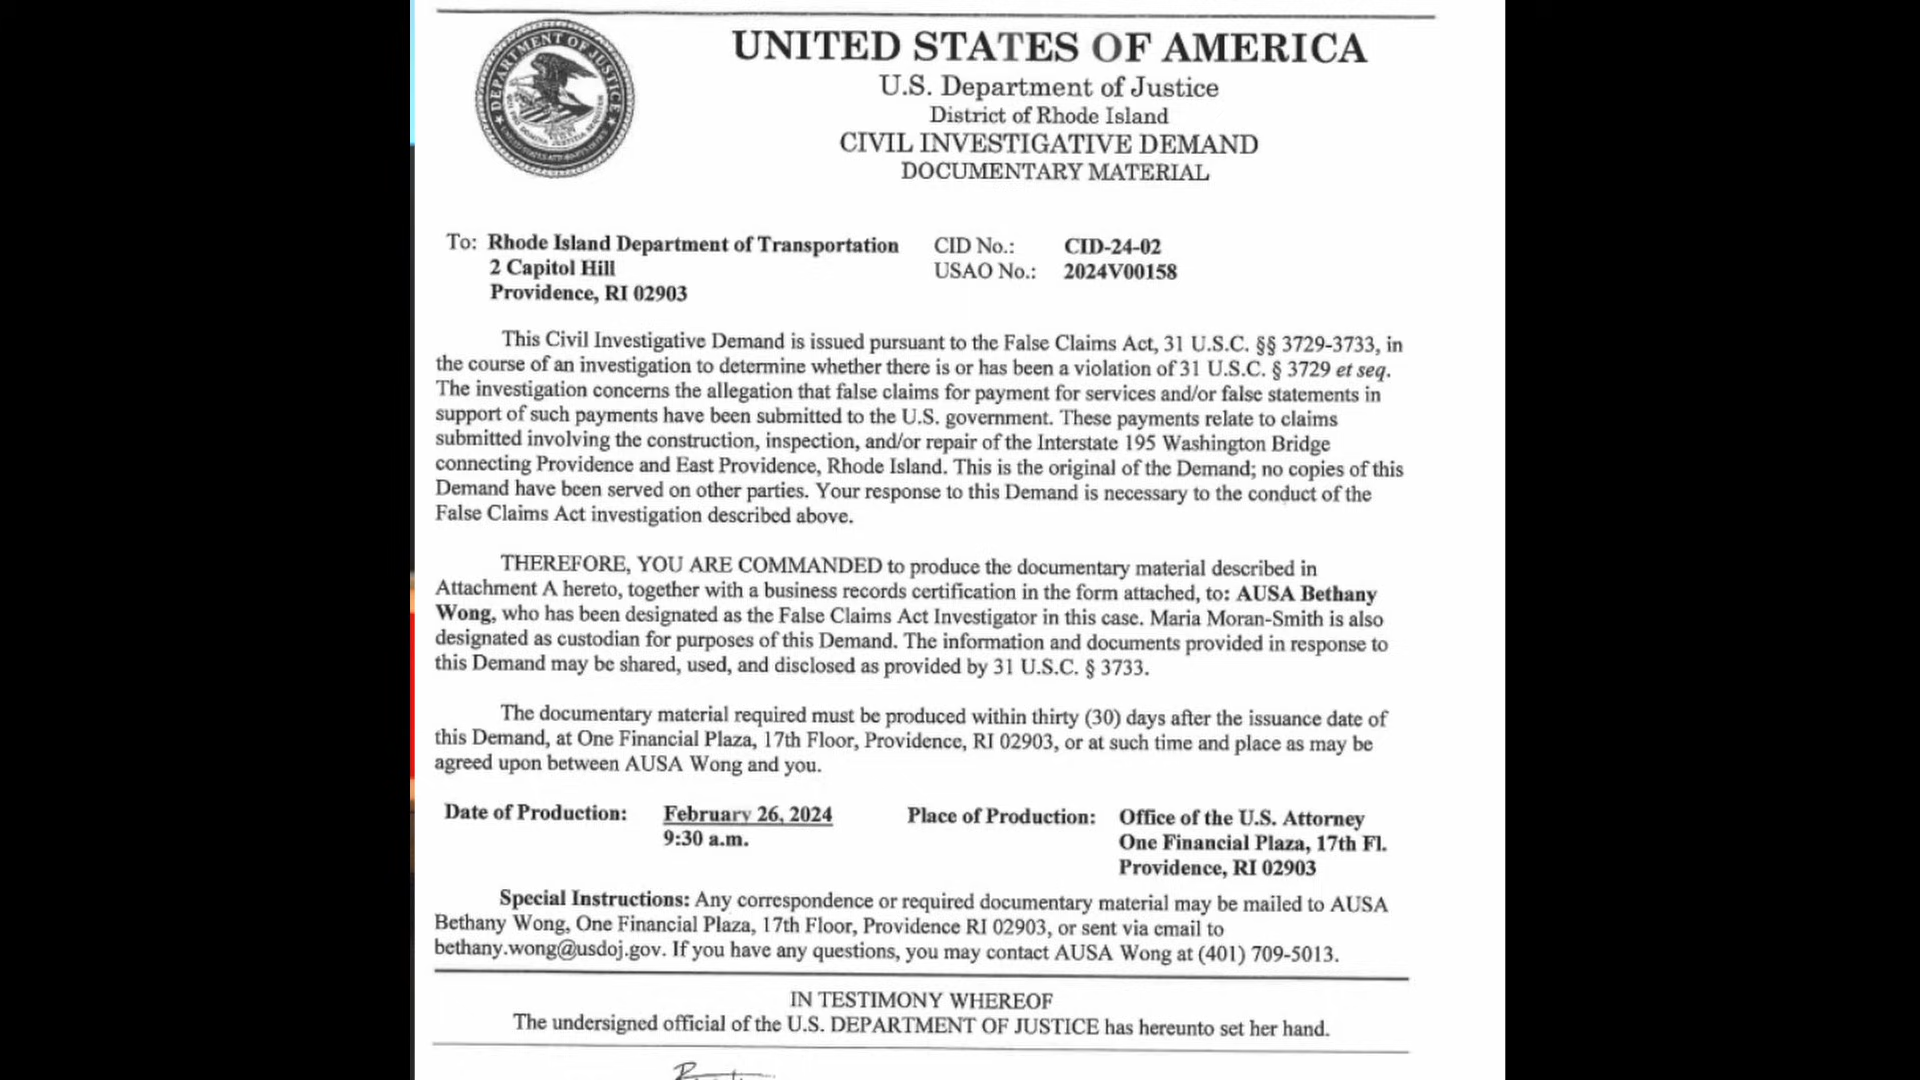 UNITED STATES OF AMERICA
U.S. Department of Justice
District of Rhode Island
CIVIL INVESTIGATIVE DEMAND
DOCUMENTARY MATERIAL
DEPARTMENT OF JUSTICE
To: Rhode Island Department of Transportation
2 Capitol Hill
Providence, RI 02903
CID No.: CID-24-02
USAO No.: 2024V00158
This Civil Investigative Demand is issued pursuant to the False Claims Act, 31 U.S.C. §§ 3729-3733, in
the course of an investigation to determine whether there is or has been a violation of 31 U.S.C. § 3729 et seq.
The investigation concerns the allegation that false claims for payment for services and/or false statements in
support of such payments have been submitted to the U.S. government. These payments relate to claims
submitted involving the construction, inspection, and/or repair of the Interstate 195 Washington Bridge
connecting Providence and East Providence, Rhode Island. This is the original of the Demand; no copies of this
Demand have been served on other parties. Your response to this Demand is necessary to the conduct of the
False Claims Act investigation described above.
THEREFORE, YOU ARE COMMANDED to produce the documentary material described in
Attachment A hereto, together with a business records certification in the form attached, to: AUSA Bethany
Wong, who has been designated as the False Claims Act Investigator in this case. Maria Moran-Smith is also
designated as custodian for purposes of this Demand. The information and documents provided in response to
this Demand may be shared, used, and disclosed as provided by 31 U.S.C. § 3733.
The documentary material required must be produced within thirty (30) days after the issuance date of
this Demand, at One Financial Plaza, 17th Floor, Providence, RI 02903, or at such time and place as may be
agreed upon between AUSA Wong and you.
Date of Production: February 26, 2024
9:30 a.m.
Place of Production: Office of the U.S. Attorney
One Financial Plaza, 17th Fl.
Providence, RI 02903
Special Instructions: Any correspondence or required documentary material may be mailed to AUSA
Bethany Wong, One Financial Plaza, 17th Floor, Providence RI 02903, or sent via email to
bethany.wong@usdoj.gov. If you have any questions, you may contact AUSA Wong at (401) 709-5013.
IN TESTIMONY WHEREOF
The undersigned official of the U.S. DEPARTMENT OF JUSTICE has hereunto set her hand.